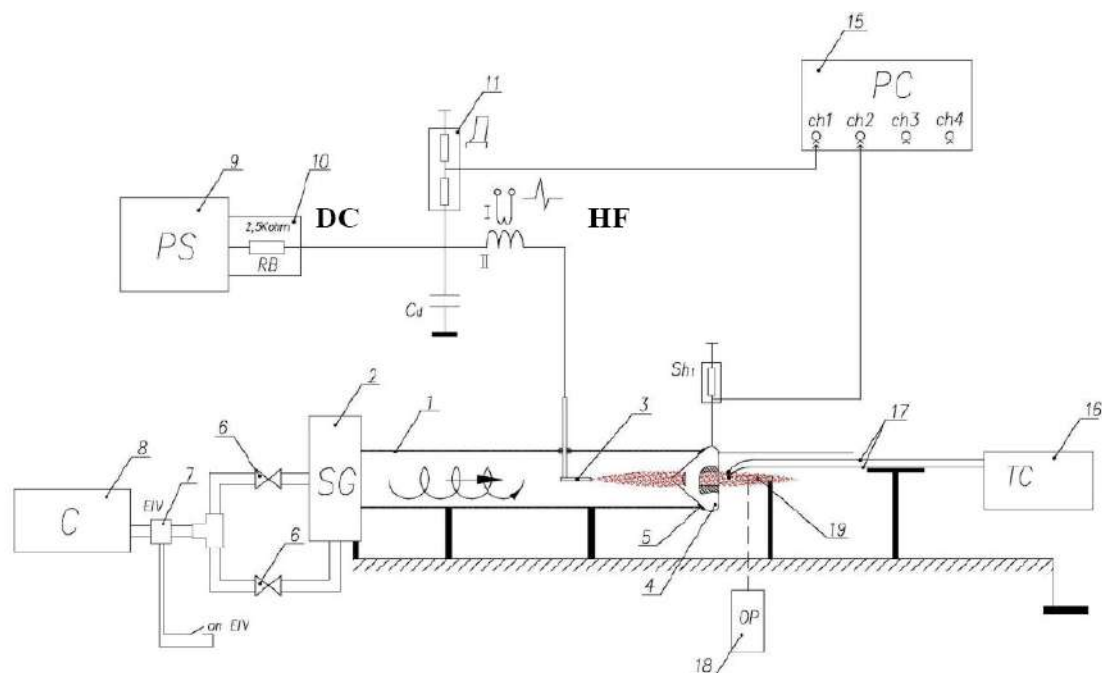 15
PC
ch1 ch2 ch3 ch4
11
Д
9
10
DC
2,5Kohm
PS
RB
I
HF
II
Cd
Sh1
2
1
3
16
17
6
8
7
SG
TC
EIV
C
5
19
6
4
on EIV
OP
18